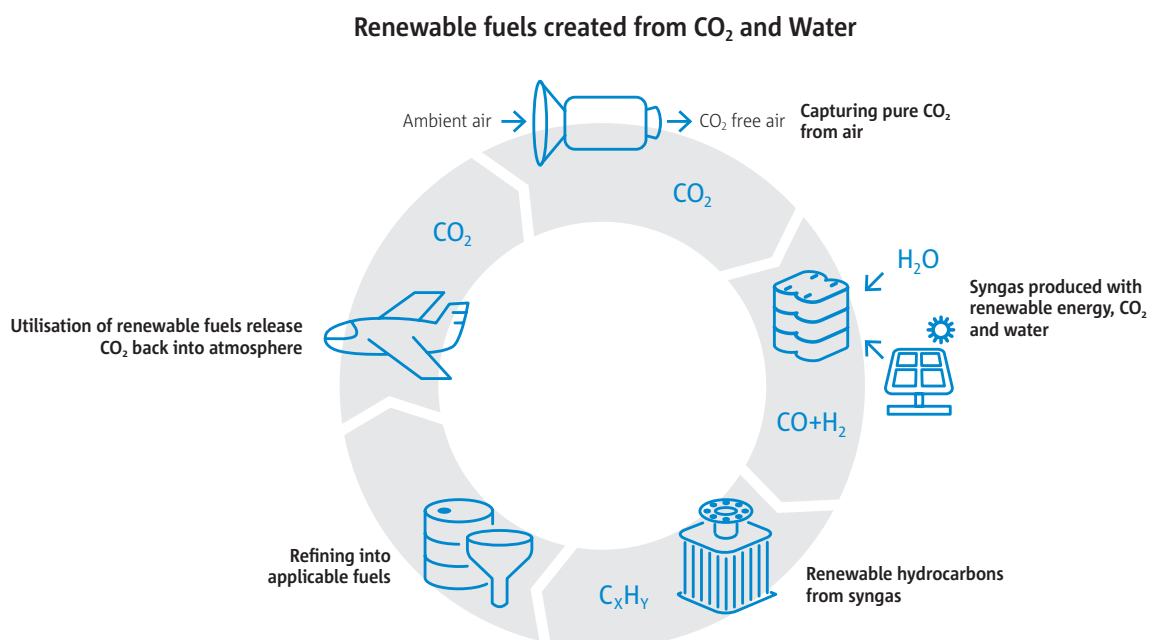 Renewable fuels created from CO₂ and Water
Ambient air
CO₂ free air
Capturing pure CO₂
from air
CO₂
H₂O
Syngas produced with
renewable energy, CO₂
and water
CO+H₂
Renewable hydrocarbons
from syngas
CₓHᵧ
Refining into
applicable fuels
Utilisation of renewable fuels release
CO₂ back into atmosphere
CO₂